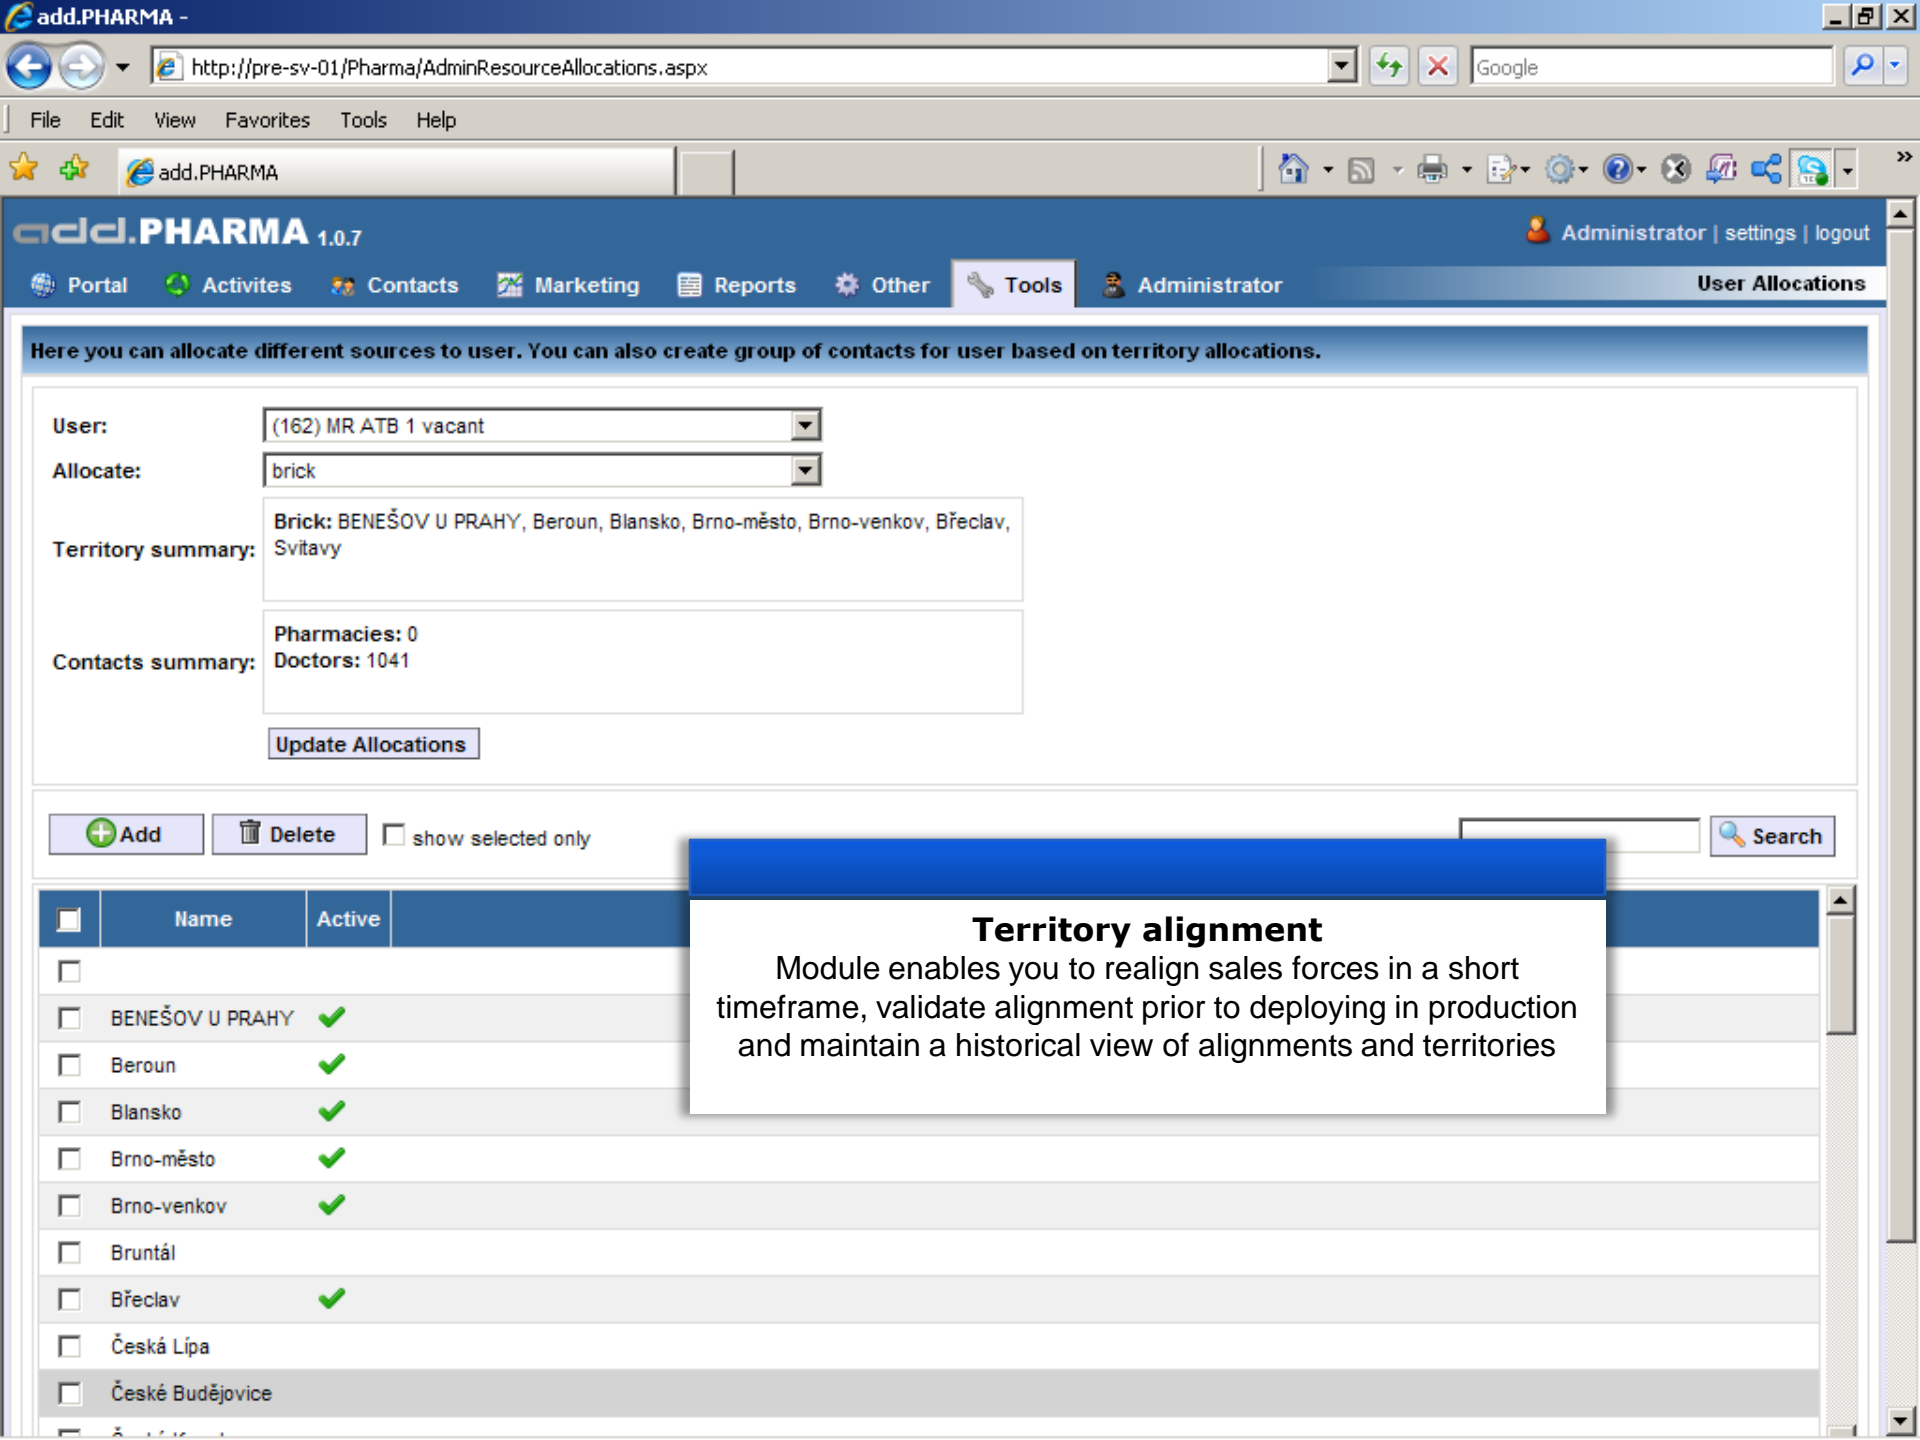 add.PHARMA -
http://pre-sv-01/Pharma/AdminResourceAllocations.aspx
Google
File Edit View Favorites Tools Help
add.PHARMA
add.PHARMA 1.0.7
Administrator | settings | logout
Portal Activites Contacts Marketing Reports Other Tools Administrator
User Allocations
Here you can allocate different sources to user. You can also create group of contacts for user based on territory allocations.
User: (162) MR ATB 1 vacant
Allocate: brick
Territory summary: Brick: BENEŠOV U PRAHY, Beroun, Blansko, Brno-město, Brno-venkov, Břeclav,
Svitavy
Contacts summary: Pharmacies: 0
Doctors: 1041
Update Allocations
Add Delete show selected only
Search
Name Active
Territory alignment
Module enables you to realign sales forces in a short
timeframe, validate alignment prior to deploying in production
and maintain a historical view of alignments and territories
BENEŠOV U PRAHY
Beroun
Blansko
Brno-město
Brno-venkov
Bruntál
Břeclav
Česká Lípa
České Budějovice